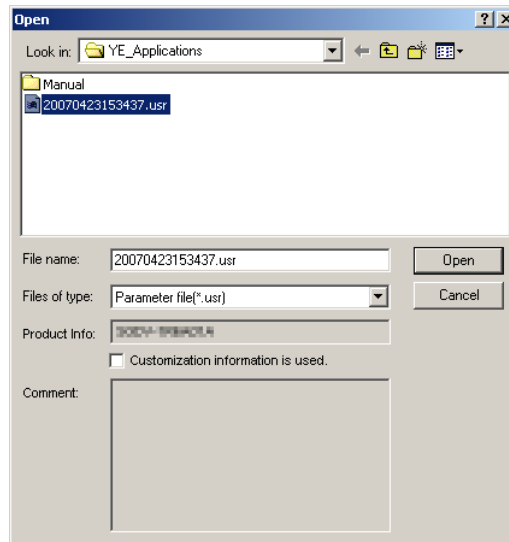 Open
Look in: YE_Applications
Manual
20070423153437.usr
File name: 20070423153437.usr Open
Files of type: Parameter file(*.usr) Cancel
Product Info:
Customization information is used.
Comment: